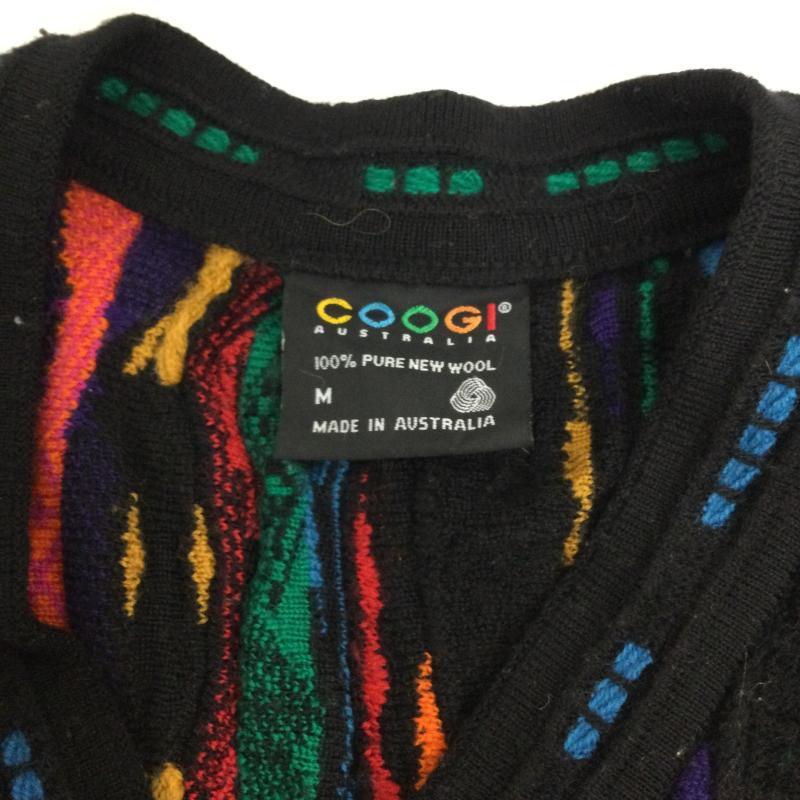 COOGI®
AUSTRALIA
100% PURE NEW WOOL
M
MADE IN AUSTRALIA